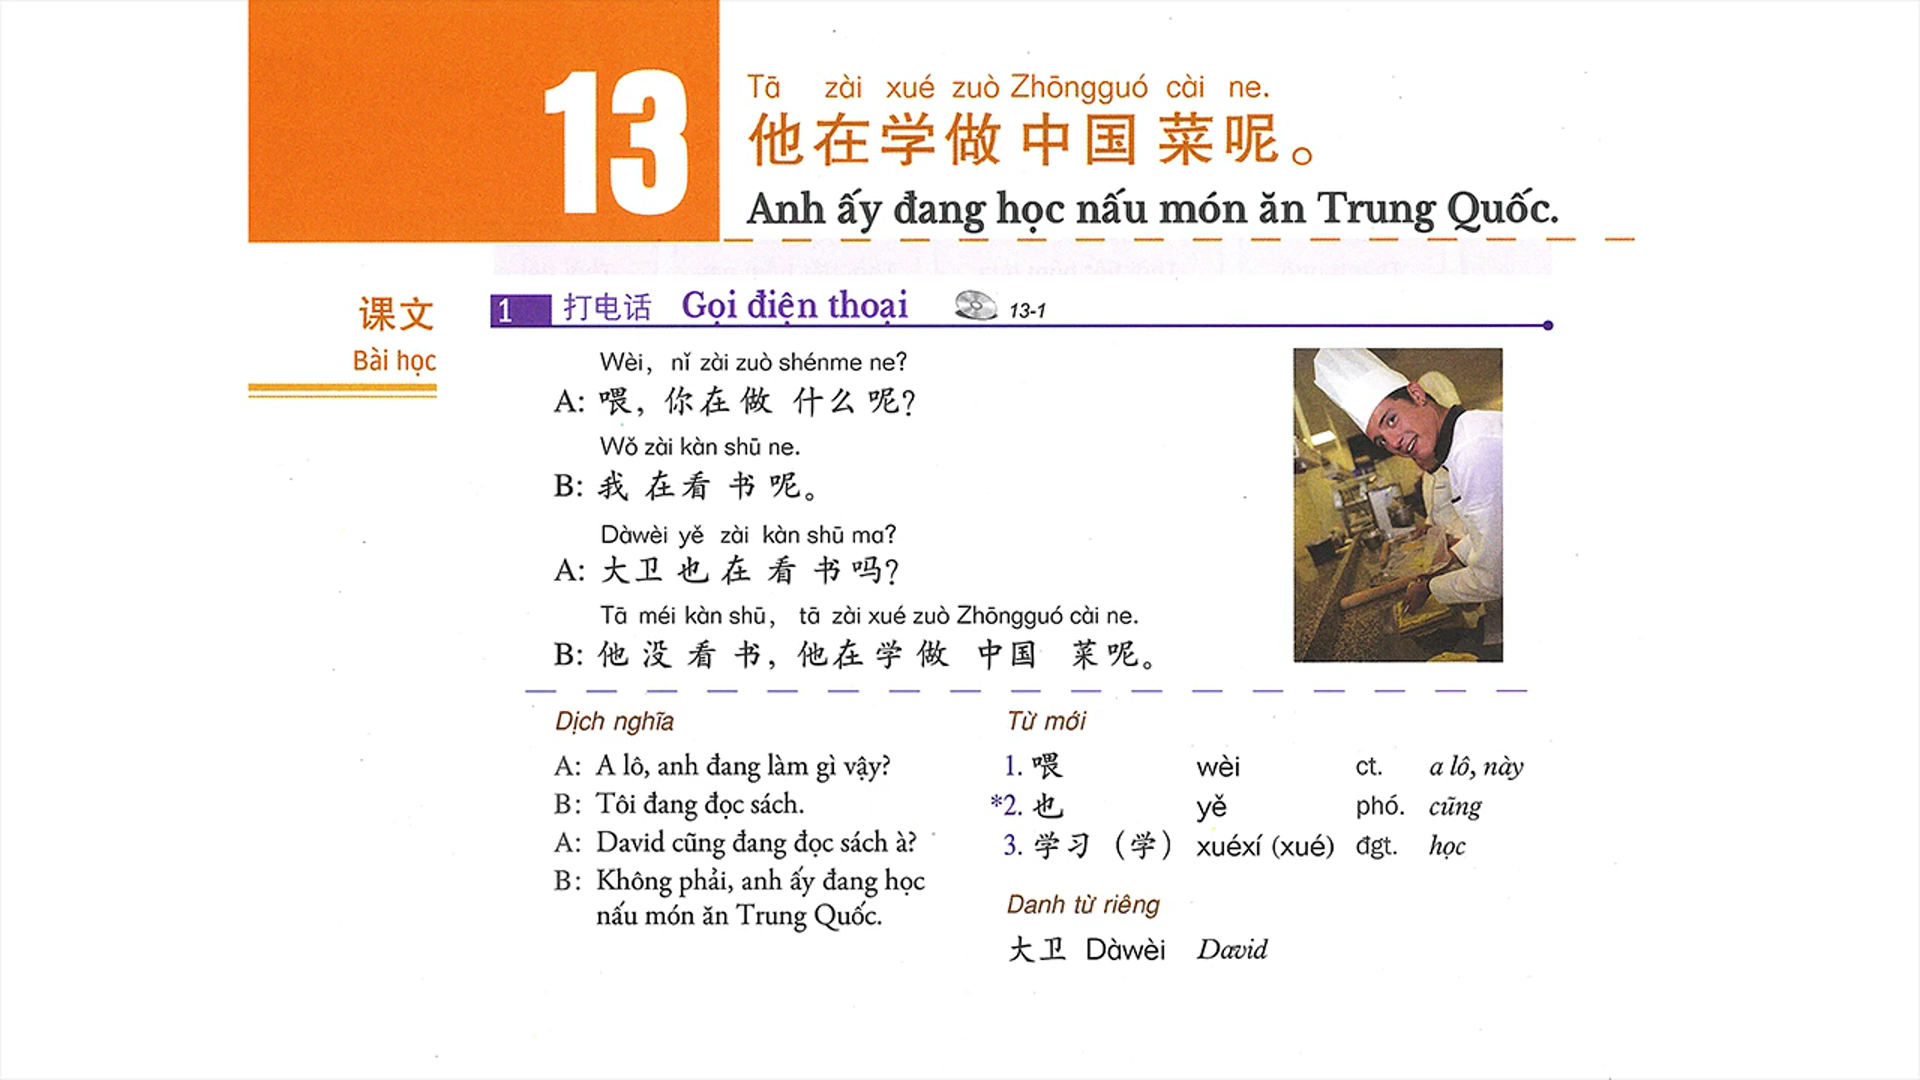 13
Tā zài xué zuò Zhōngguó cài ne.
他在学做中国菜呢。
Anh ấy đang học nấu món ăn Trung Quốc.
课文
Bài học
1 打电话 Gọi điện thoại 13-1
Wèi, nǐ zài zuò shénme ne?
A: 喂, 你在做什么呢?
Wǒ zài kàn shū ne.
B: 我在看书呢。
Dàwèi yě zài kàn shū ma?
A: 大卫也在看书吗?
Tā méi kàn shū, tā zài xué zuò Zhōngguó cài ne.
B: 他没看书, 他在学做中国菜呢。
Dịch nghĩa
A: A lô, anh đang làm gì vậy?
B: Tôi đang đọc sách.
A: David cũng đang đọc sách à?
B: Không phải, anh ấy đang học
nấu món ăn Trung Quốc.
Từ mới
1. 喂 wèi ct. a lô, này
*2. 也 yě phó. cũng
3. 学习 (学) xuéxí (xué) đgt. học
Danh từ riêng
大卫 Dàwèi David